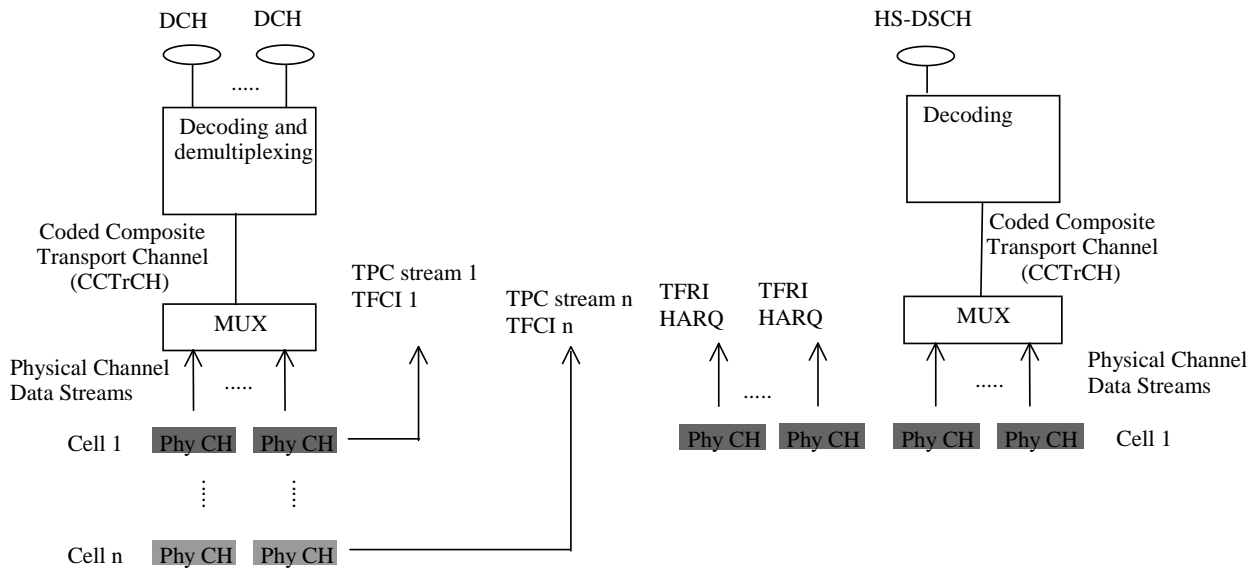 DCH
DCH
.....
Decoding and
demultiplexing
Coded Composite
Transport Channel
(CCTrCH)
MUX
Physical Channel
Data Streams
.....
TPC stream 1
TFCI 1
TPC stream n
TFCI n
Cell 1
Phy CH
Phy CH
Cell n
Phy CH
Phy CH
HS-DSCH
Decoding
Coded Composite
Transport Channel
(CCTrCH)
TFRI
HARQ
TFRI
HARQ
MUX
.....
.....
Physical Channel
Data Streams
Phy CH
Phy CH
Phy CH
Phy CH
Cell 1